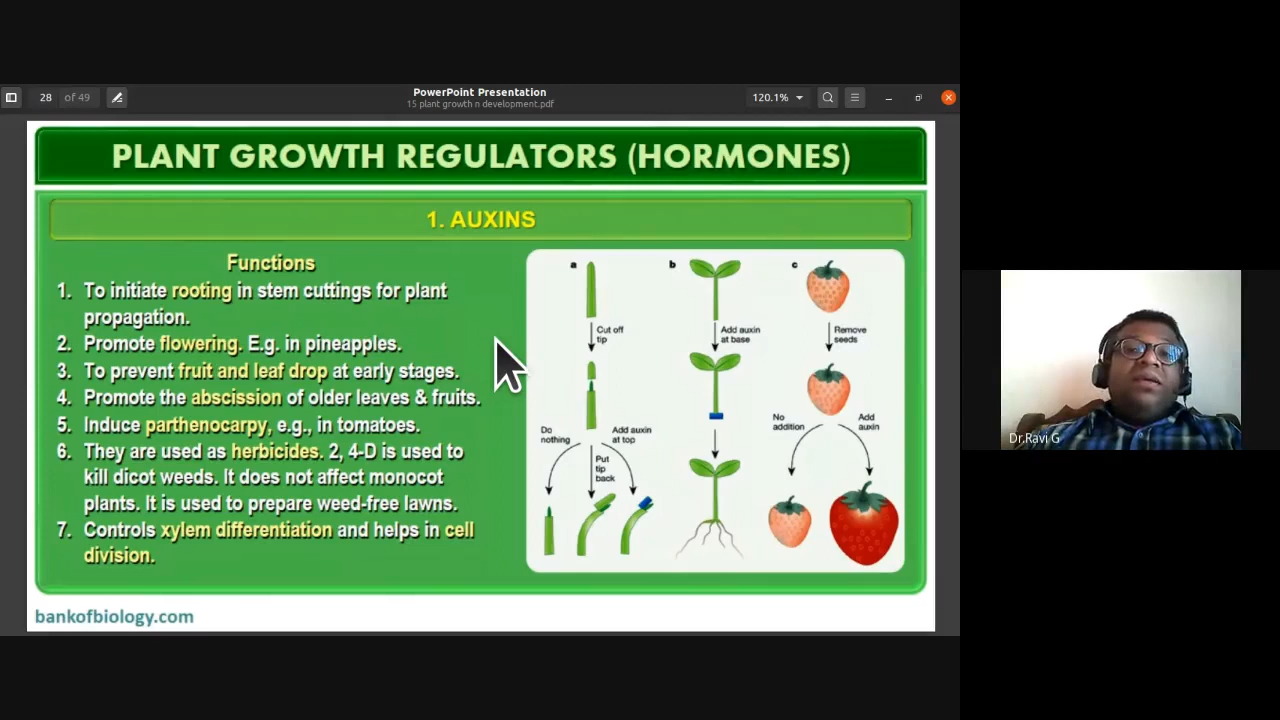 PowerPoint Presentation
28 of 49
15 plant growth n development.pdf
120.1%
PLANT GROWTH REGULATORS (HORMONES)
1. AUXINS
Functions
1. To initiate rooting in stem cuttings for plant
propagation.
2. Promote flowering. E.g. in pineapples.
3. To prevent fruit and leaf drop at early stages.
4. Promote the abscission of older leaves & fruits.
5. Induce parthenocarpy, e.g., in tomatoes.
6. They are used as herbicides. 2, 4-D is used to
kill dicot weeds. It does not affect monocot
plants. It is used to prepare weed-free lawns.
7. Controls xylem differentiation and helps in cell
division.
a
Cut off
tip
Do
nothing
Put
tip
back
Add auxin
at top
b
Add auxin
at base
c
Remove
seeds
No
addition
Add
auxin
bankofbiology.com
Dr.Ravi G